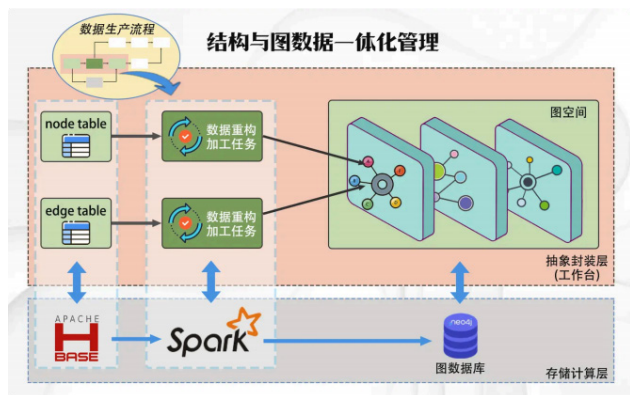 数据生产流程
结构与图数据一体化管理
node table
数据重构
加工任务
图空间
edge table
数据重构
加工任务
抽象封装层
(工作台)
APACHE
HBASE
Spark
neo4j
图数据库
存储计算层